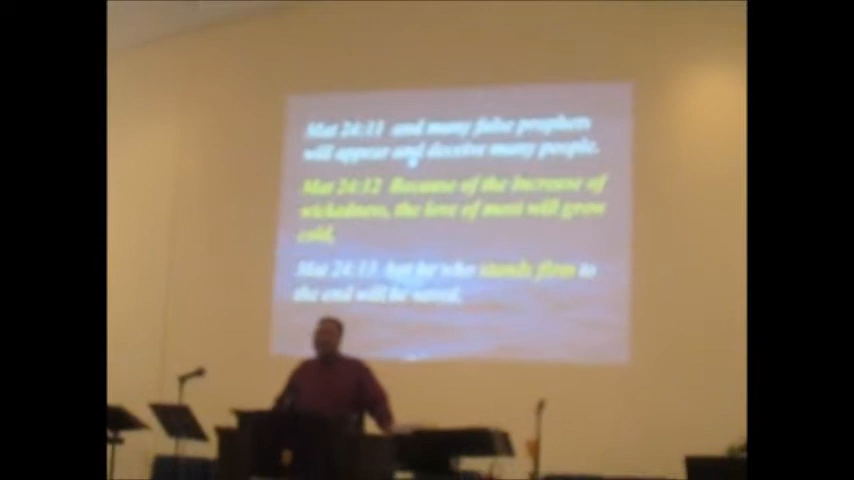 Mat 24:11 and many false prophets
will appear and deceive many people.
Mat 24:12 Because of the increase of
wickedness, the love of most will grow
cold,
Mat 24:13 but he who stands firm to
the end will be saved.